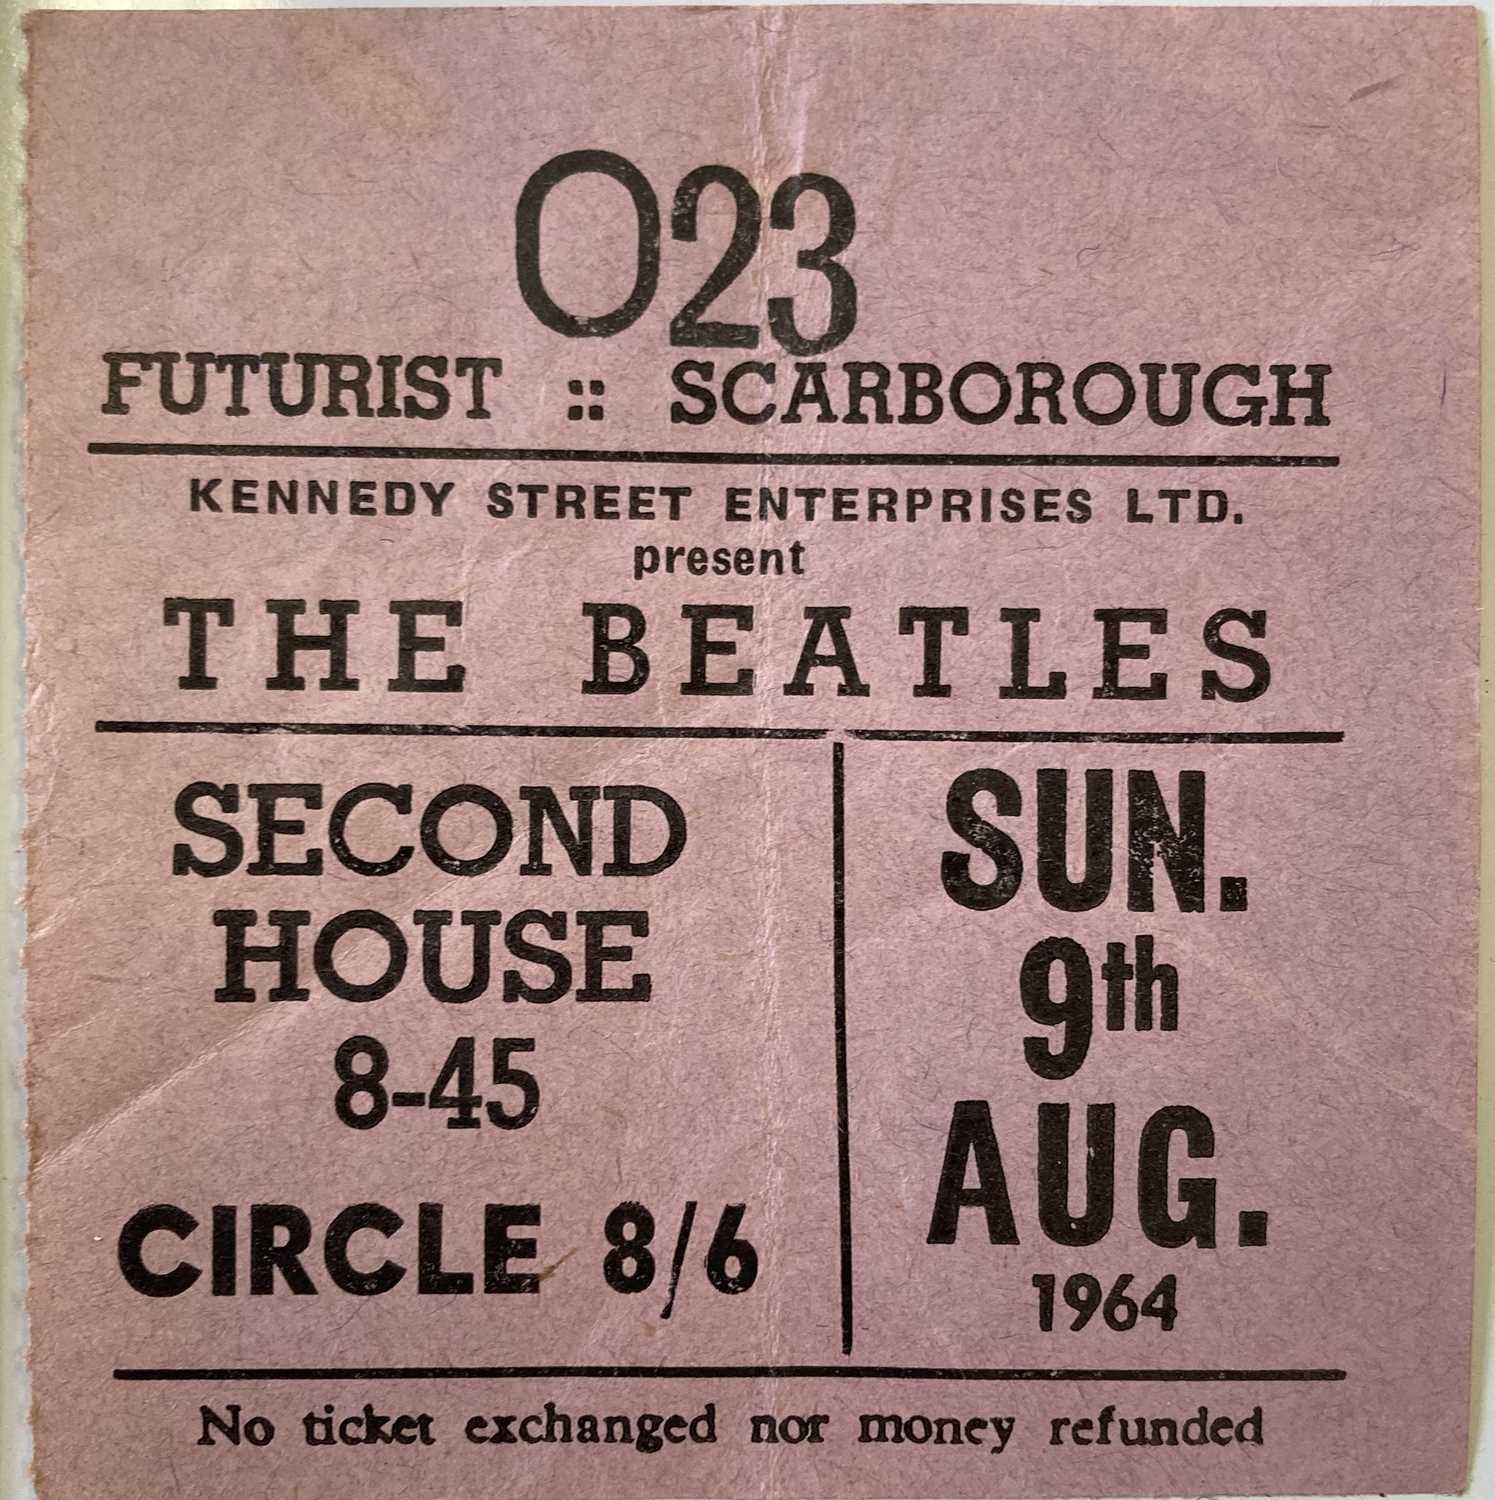 O23
FUTURIST :: SCARBOROUGH
KENNEDY STREET ENTERPRISES LTD.
present
THE BEATLES
SECOND
HOUSE
8-45
CIRCLE 8/6
SUN.
9th
AUG.
1964
No ticket exchanged nor money refunded